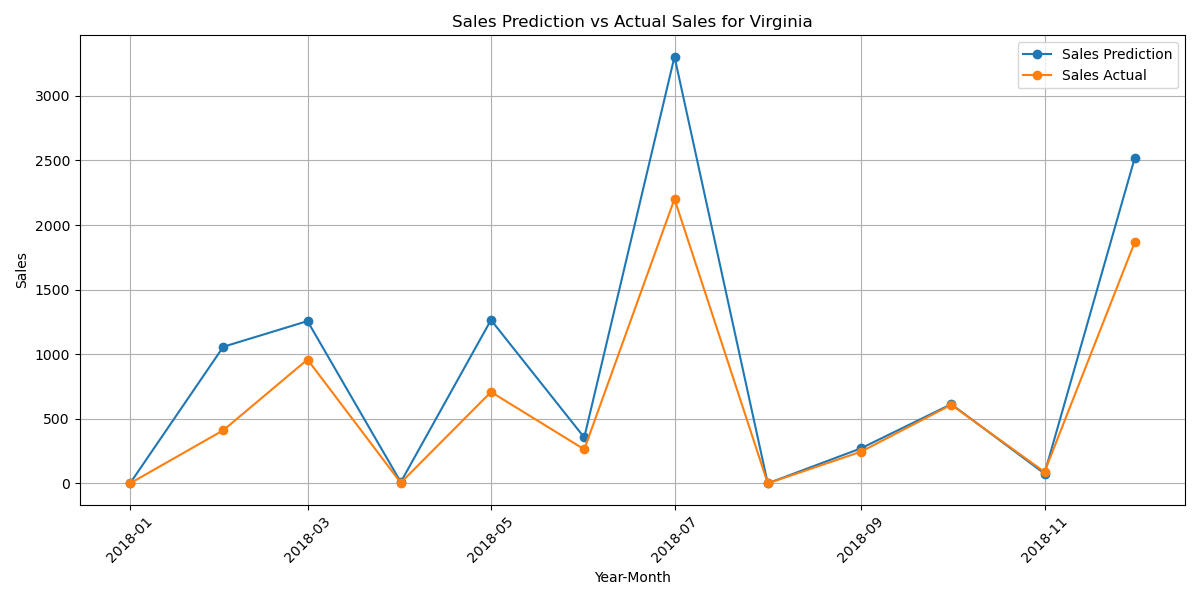 Sales Prediction vs Actual Sales for Virginia
Sales Prediction
Sales Actual
Sales
3000
2500
2000
1500
1000
500
0
2018-01
2018-03
2018-05
2018-07
2018-09
2018-11
Year-Month